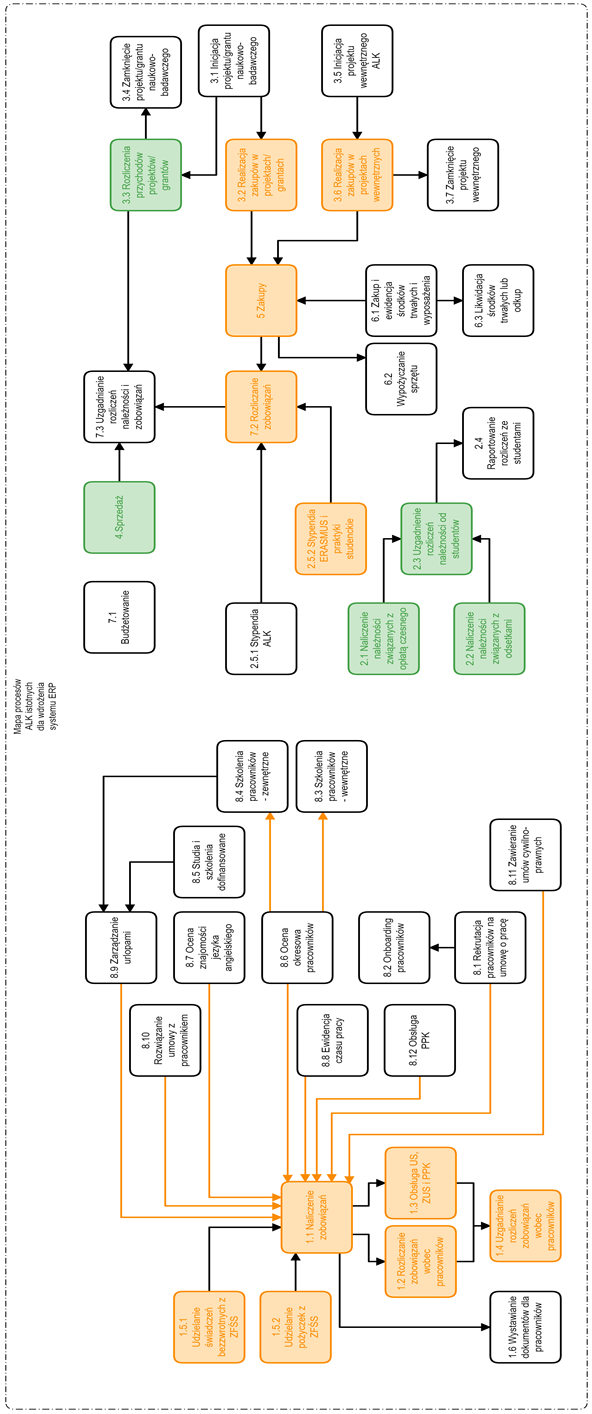 Mapa procesów
ALK istotnych
dla wdrożenia
systemu ERP
1.5.1
Udzielanie
świadczeń
bezzwrotnych z
ZFŚS
1.5.2
Udzielanie
pożyczek z
ZFŚS
1.6 Wystawianie
dokumentów dla
pracowników
1.1 Naliczenie
zobowiązań
1.2 Rozliczanie
zobowiązań
wobec
pracowników
1.3 Obsługa US,
ZUS i PPK
1.4 Uzgadnianie
rozliczeń
zobowiązań
wobec
pracowników
8.10
Rozwiązanie
umowy z
pracownikiem
8.8 Ewidencja
czasu pracy
8.12 Obsługa
PPK
8.9 Zarządzanie
urlopami
8.7 Ocena
znajomości
języka
angielskiego
8.6 Ocena
okresowa
pracowników
8.2 Onboarding
pracowników
8.1 Rekrutacja
pracowników na
umowę o pracę
8.5 Studia i
szkolenia
dofinansowane
8.11 Zawieranie
umów cywilno-
prawnych
8.4 Szkolenia
pracowników
- zewnętrzne
8.3 Szkolenia
pracowników
- wewnętrzne
7.1
Budżetowanie
2.5.1 Stypendia
ALK
2.1 Naliczenie
należności
związanych z
opłatą czesnego
2.2 Naliczenie
należności
związanych z
odsetkami
4.Sprzedaż
2.5.2 Stypendia
ERASMUS i
praktyki
studenckie
2.3 Uzgadnienie
rozliczeń
należności od
studentów
2.4
Raportowanie
rozliczeń ze
studentami
7.3 Uzgadnianie
rozliczeń
należności i
zobowiązań
7.2 Rozliczanie
zobowiązań
6.2
Wypożyczanie
sprzętu
5 Zakupy
6.1 Zakup i
ewidencja
środków
trwałych i
wyposażenia
6.3 Likwidacja
środków
trwałych lub
odkup
3.3 Rozliczenia
przychodów
projektów/
grantów
3.2 Realizacja
zakupów w
projektach/
grantach
3.6 Realizacja
zakupów w
projektach
wewnętrznych
3.7 Zamknięcie
projektu
wewnętrznego
3.4 Zamknięcie
projektu/grantu
naukowo-
badawczego
3.1 Inicjacja
projektu/grantu
naukowo-
badawczego
3.5 Inicjacja
projektu
wewnętrznego
ALK